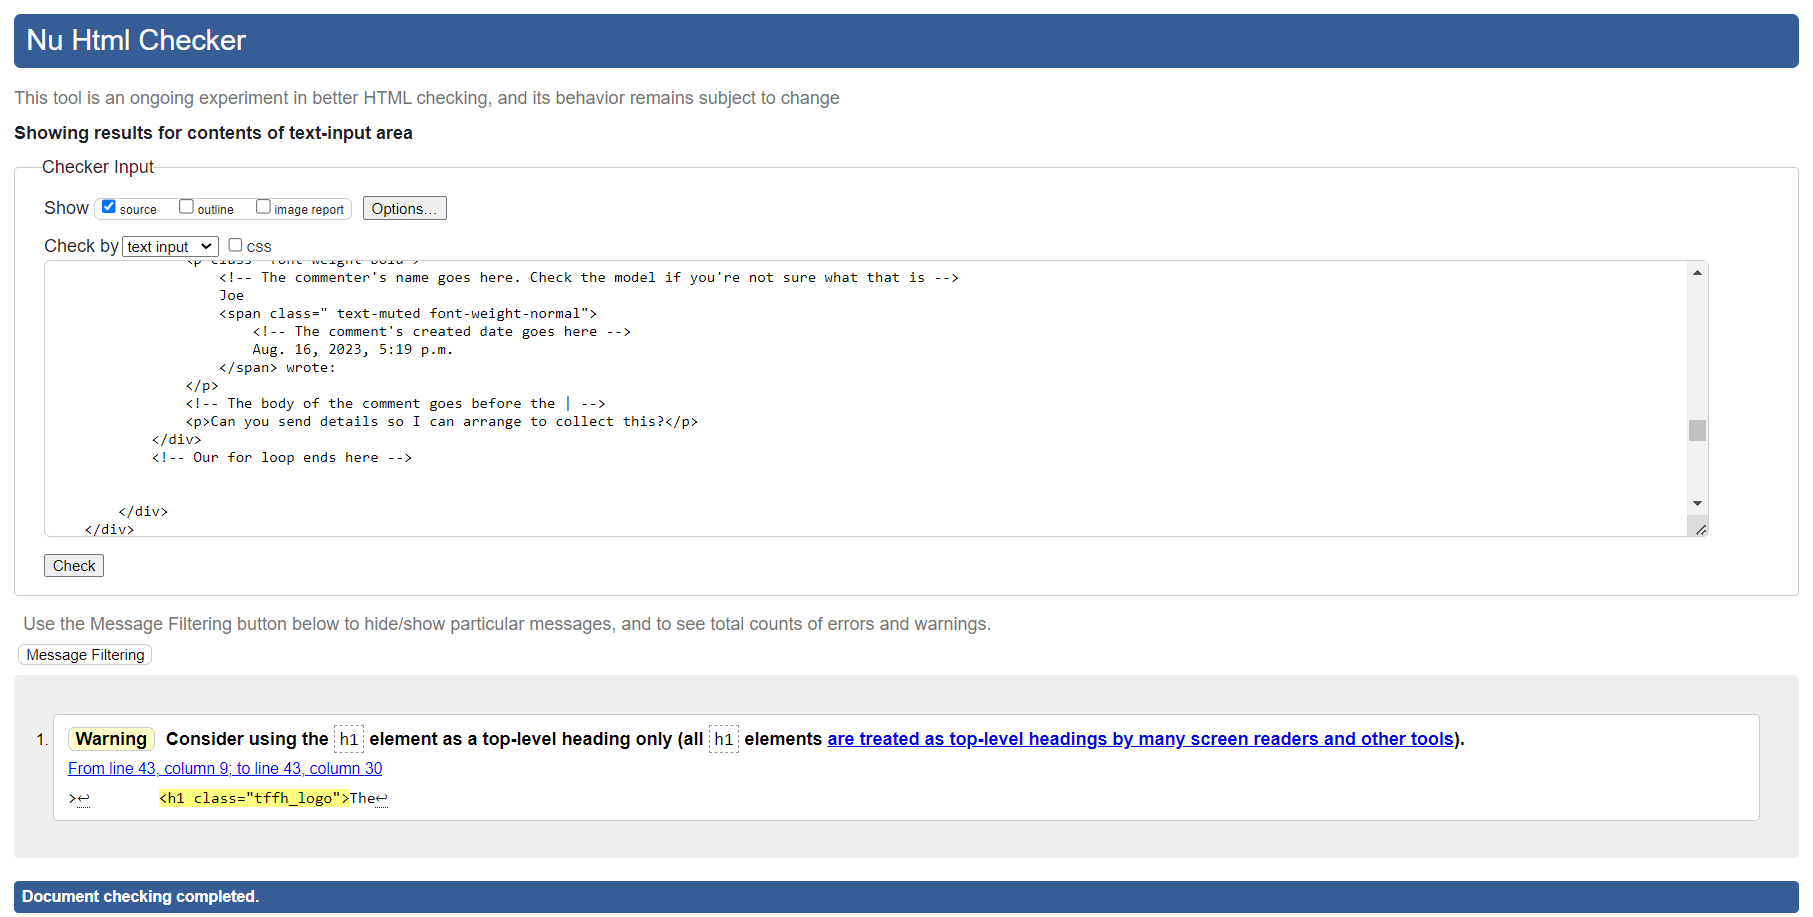 Nu Html Checker
This tool is an ongoing experiment in better HTML checking, and its behavior remains subject to change
Showing results for contents of text-input area
Checker Input
Show source outline image report Options...
Check by text input css
<p class="font-weight-bold">
<!-- The commenter's name goes here. Check the model if you're not sure what that is -->
Joe
<span class=" text-muted font-weight-normal">
<!-- The comment's created date goes here -->
Aug. 16, 2023, 5:19 p.m.
</span> wrote:
</p>
<!-- The body of the comment goes before the | -->
<p>Can you send details so I can arrange to collect this?</p>
</div>
<!-- Our for loop ends here -->
</div>
</div>
Check
Use the Message Filtering button below to hide/show particular messages, and to see total counts of errors and warnings.
Message Filtering
1. Warning Consider using the h1 element as a top-level heading only (all h1 elements are treated as top-level headings by many screen readers and other tools).
From line 43, column 9; to line 43, column 30
>↩ <h1 class="tffh_logo">The↩
Document checking completed.